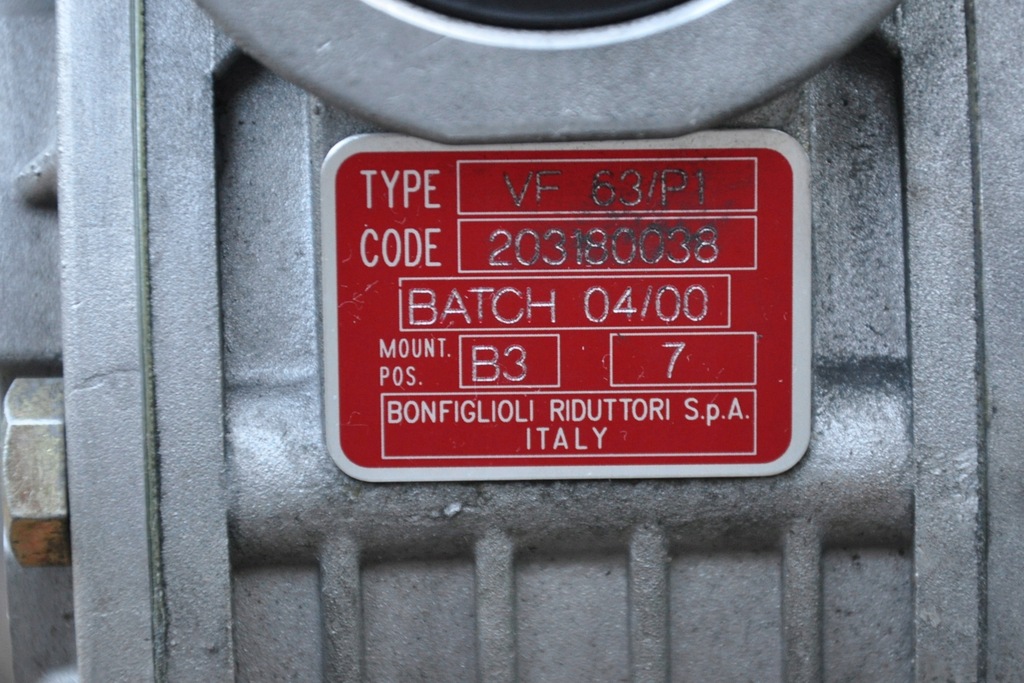 TYPE VF 63/P1
CODE 203180038
BATCH 04/00
MOUNT. POS. B3 7
BONFIGLIOLI RIDUTTORI S.p.A.
ITALY